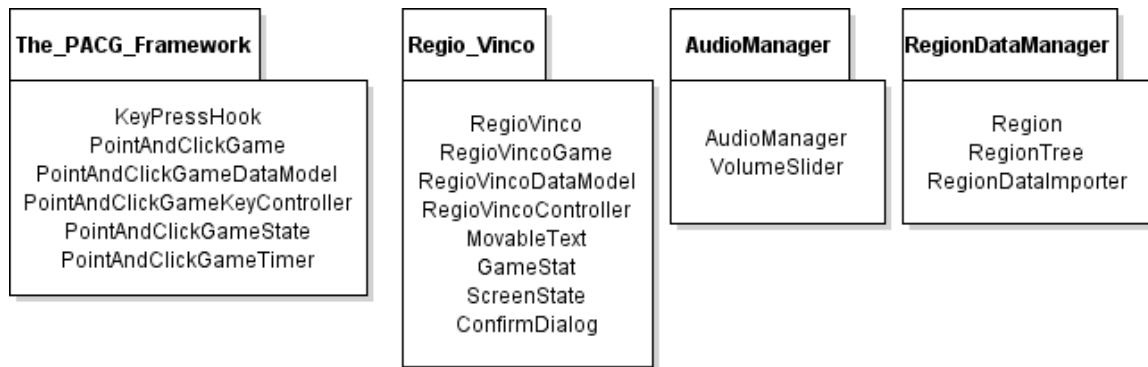 The_PACG_Framework
KeyPressHook
PointAndClickGame
PointAndClickGameDataModel
PointAndClickGameKeyController
PointAndClickGameState
PointAndClickGameTimer
Regio_Vinco
RegioVinco
RegioVincoGame
RegioVincoDataModel
RegioVincoController
MovableText
GameStat
ScreenState
ConfirmDialog
AudioManager
AudioManager
VolumeSlider
RegionDataManager
Region
RegionTree
RegionDataImporter